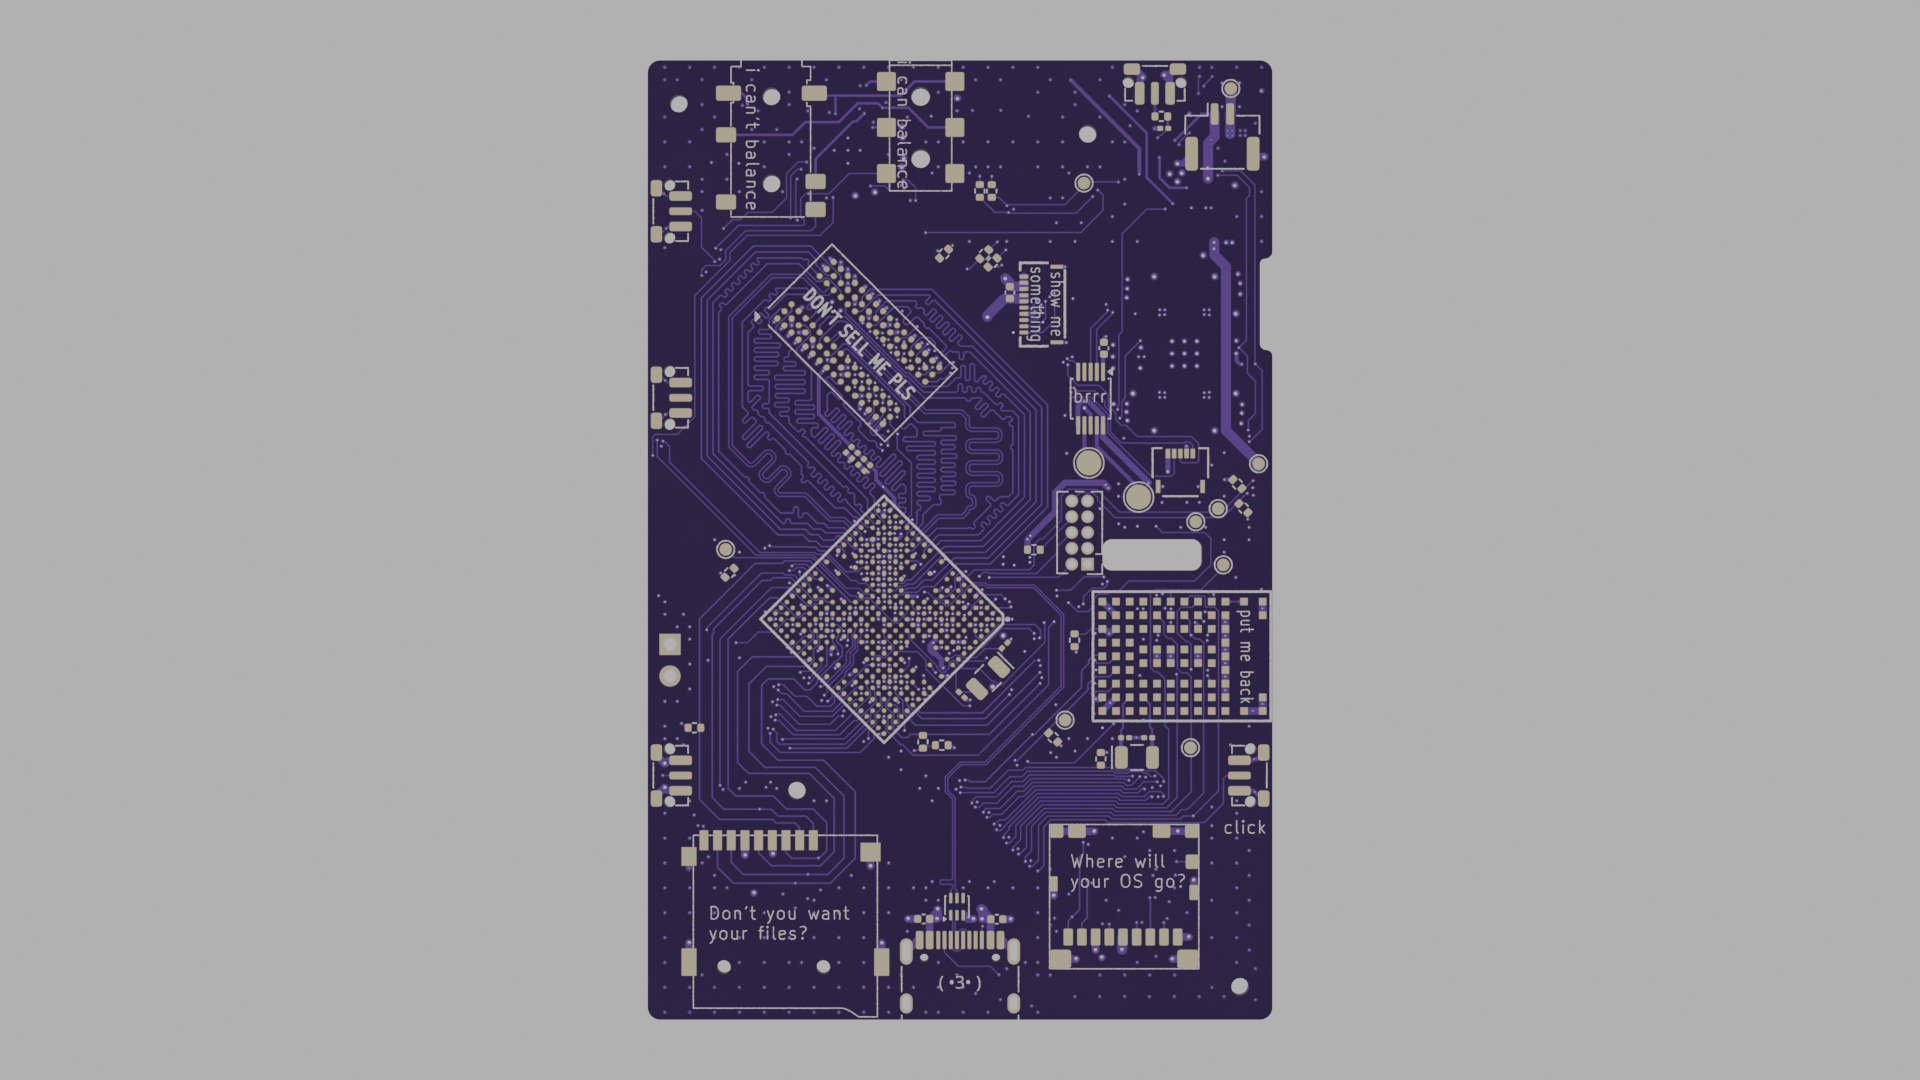 i can't balance
i can balance
DON'T SELL ME PLS
show me
something
brrr
put me back
click
Where will
your OS go?
Don't you want
your files?
(•3•)